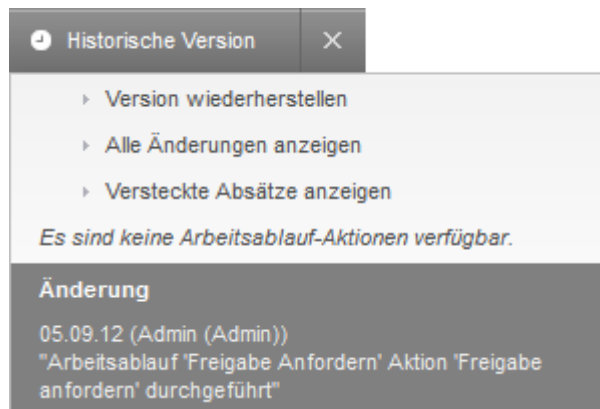 Historische Version
Version wiederherstellen
Alle Änderungen anzeigen
Versteckte Absätze anzeigen
Es sind keine Arbeitsablauf-Aktionen verfügbar.
Änderung
05.09.12 (Admin (Admin))
"Arbeitsablauf 'Freigabe Anfordern' Aktion 'Freigabe
anfordern' durchgeführt"